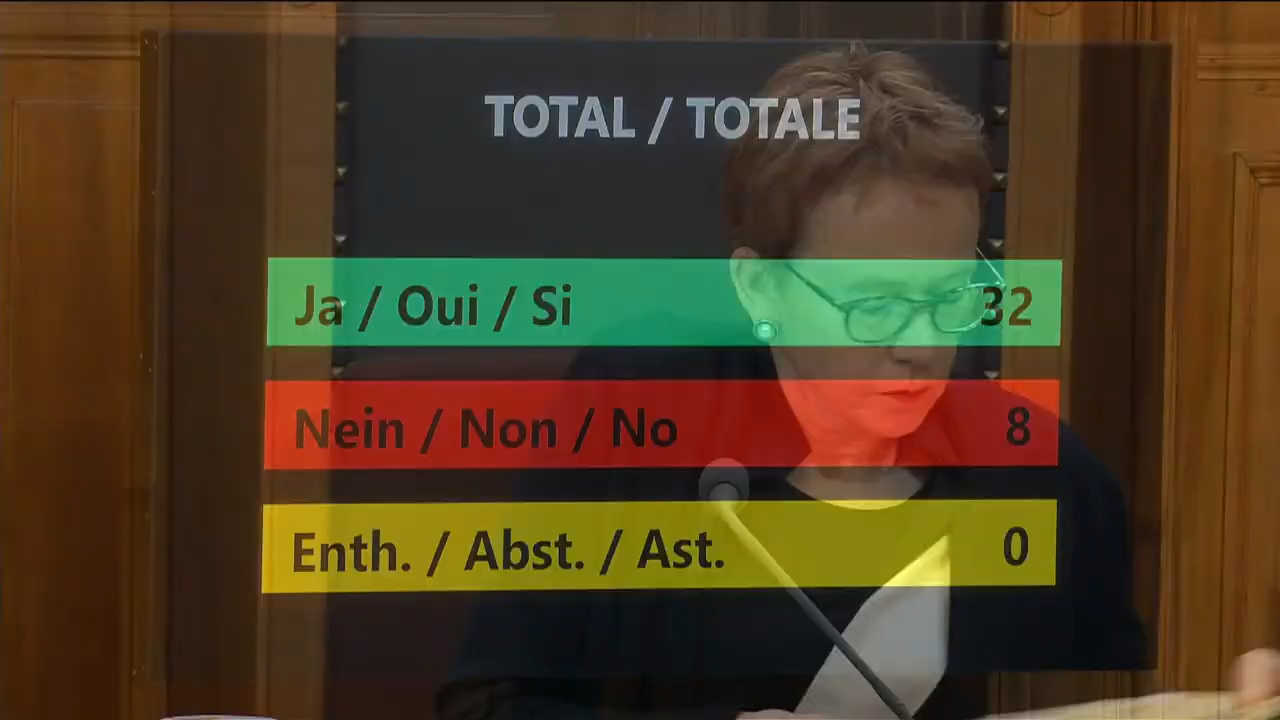 TOTAL / TOTALE
Ja / Oui / Si 32
Nein / Non / No 8
Enth. / Abst. / Ast. 0